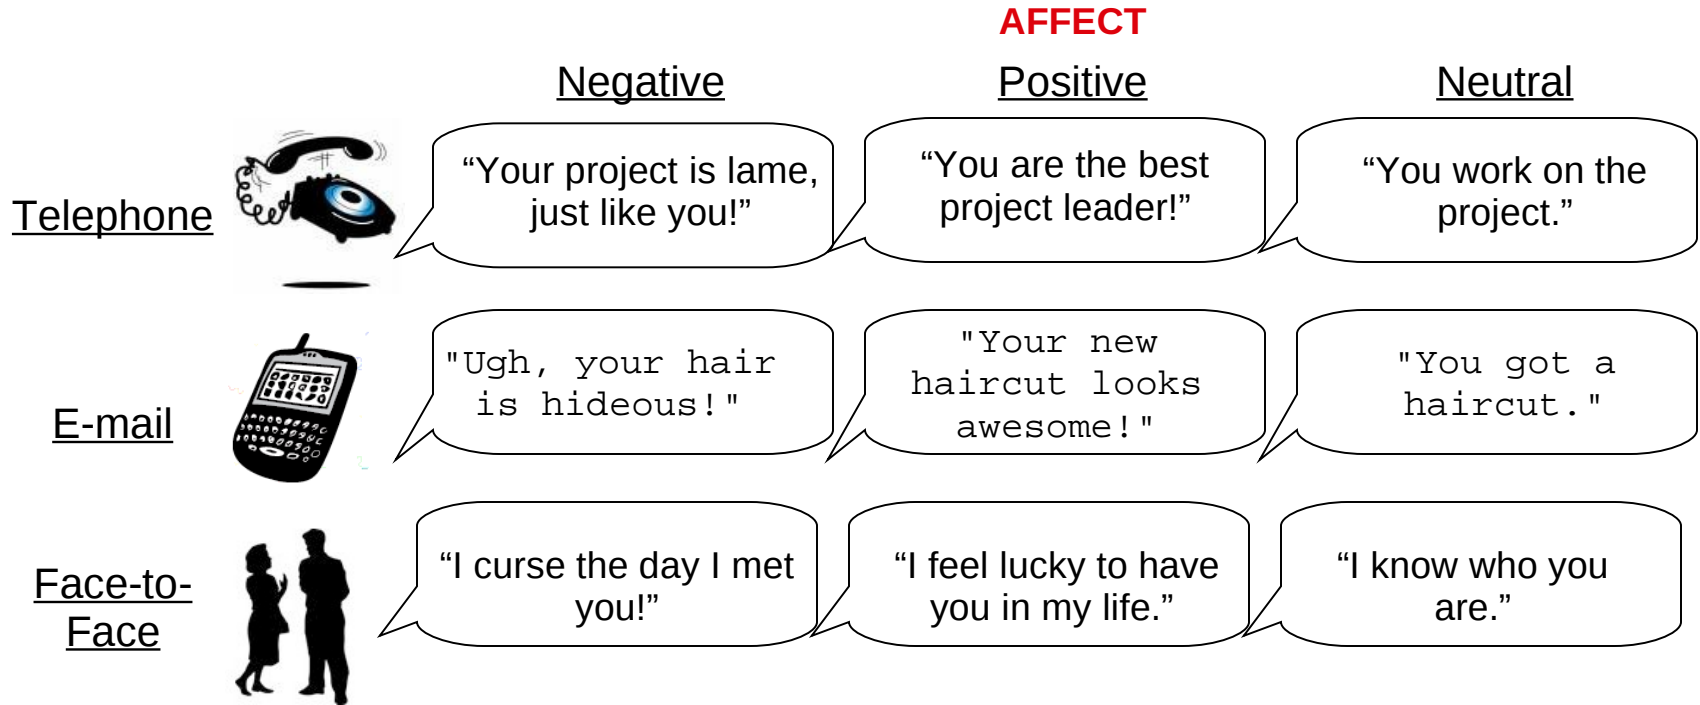 AFFECT
Negative
Positive
Neutral
Telephone
“Your project is lame,
just like you!”
“You are the best
project leader!”
“You work on the
project.”
E-mail
"Ugh, your hair
is hideous!"
"Your new
haircut looks
awesome!"
"You got a
haircut."
Face-to-
Face
“I curse the day I met
you!”
“I feel lucky to have
you in my life.”
“I know who you
are.”